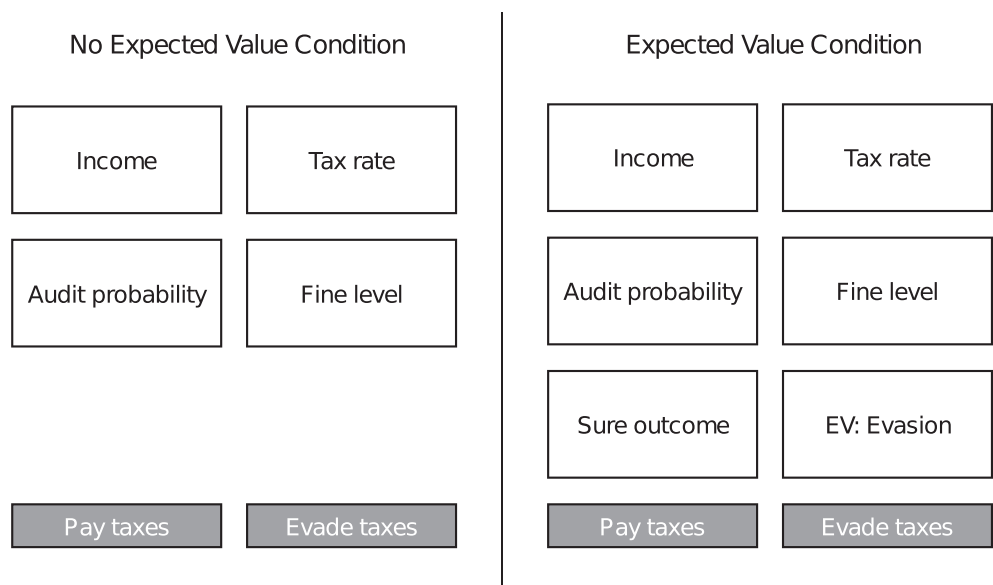 No Expected Value Condition
Income
Tax rate
Audit probability
Fine level
Pay taxes
Evade taxes
Expected Value Condition
Income
Tax rate
Audit probability
Fine level
Sure outcome
EV: Evasion
Pay taxes
Evade taxes